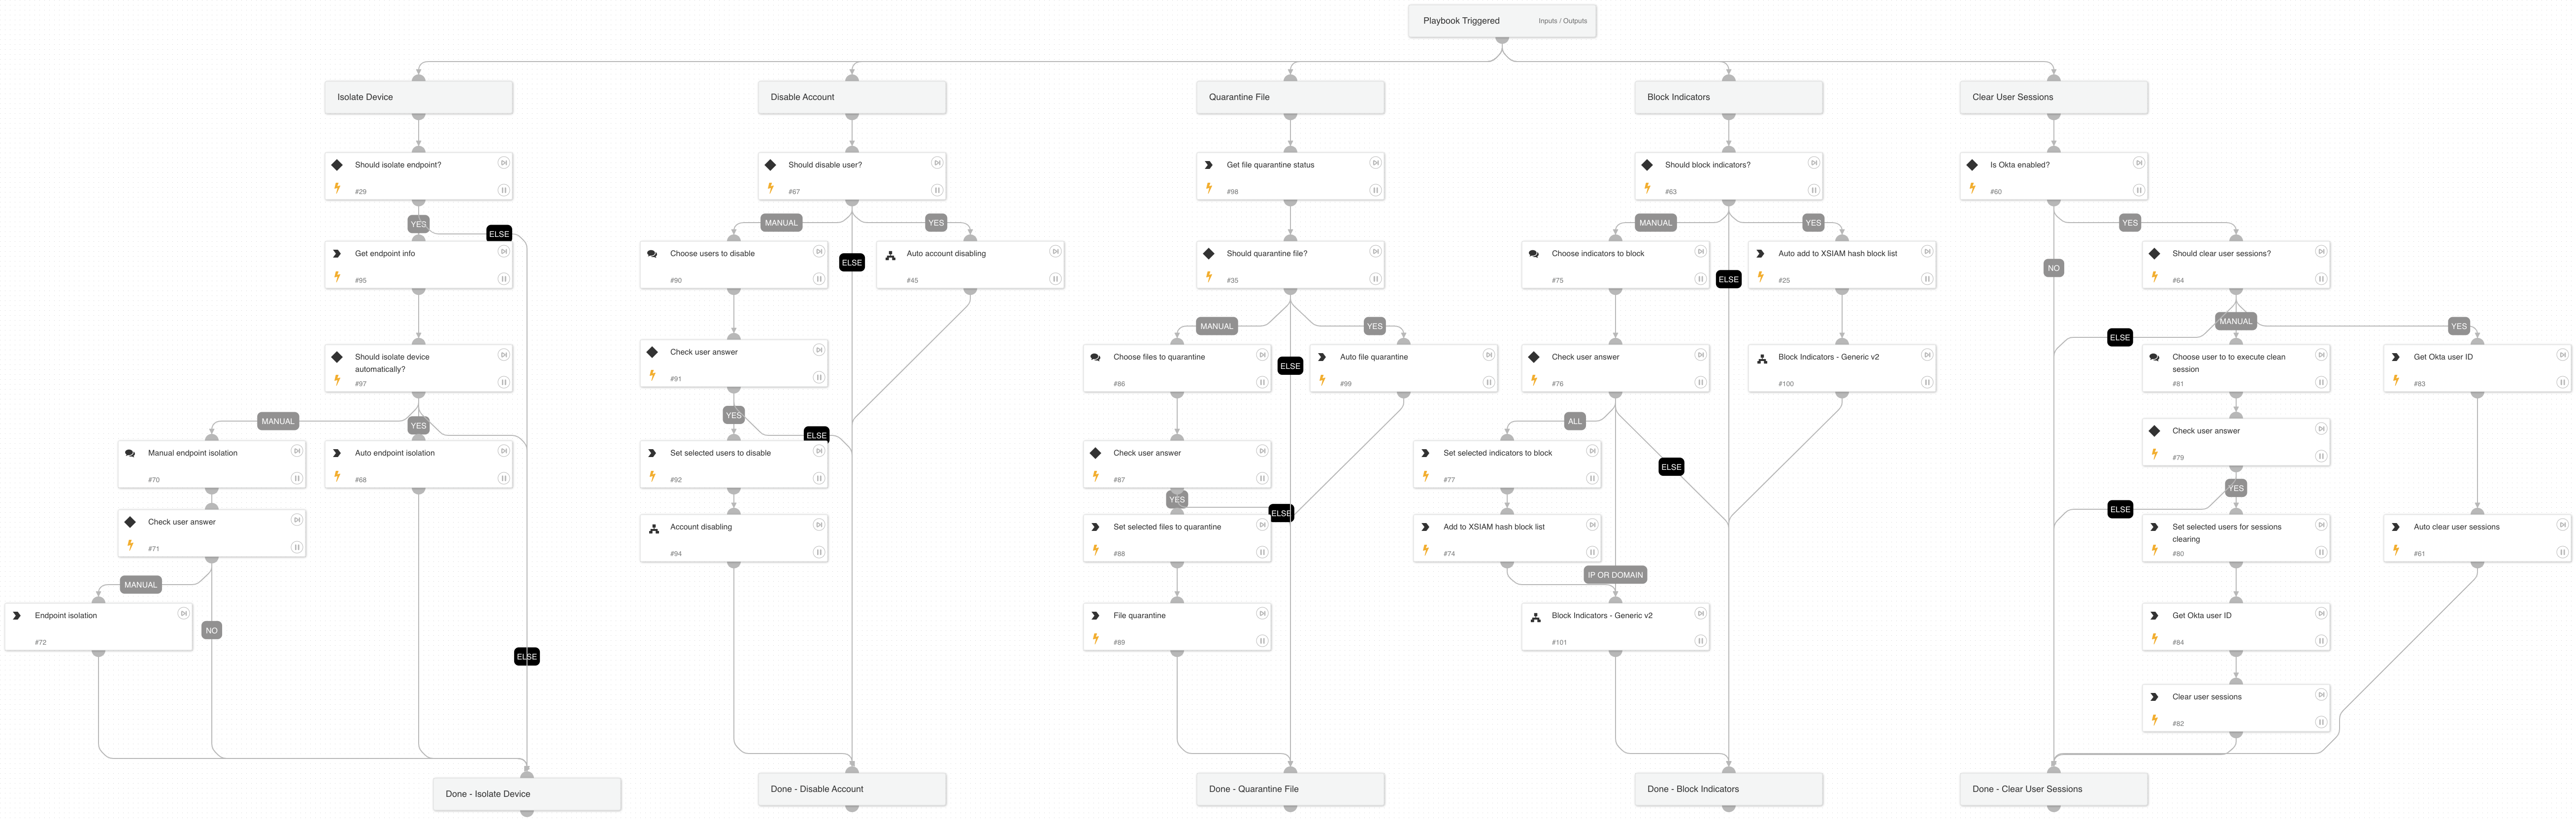 Playbook Triggered
Inputs / Outputs
Isolate Device
Should isolate endpoint?
#29
YES
ELSE
Get endpoint info
#95
Should isolate device
automatically?
#97
MANUAL
YES
Manual endpoint isolation
#70
Auto endpoint isolation
#68
Check user answer
#71
MANUAL
NO
Endpoint isolation
#72
ELSE
Done - Isolate Device
Disable Account
Should disable user?
#67
MANUAL
YES
ELSE
Choose users to disable
#90
Auto account disabling
#45
Check user answer
#91
YES
ELSE
Set selected users to disable
#92
Account disabling
#94
Done - Disable Account
Quarantine File
Get file quarantine status
#98
Should quarantine file?
#35
MANUAL
YES
ELSE
Choose files to quarantine
#86
Auto file quarantine
#99
Check user answer
#87
YES
ELSE
Set selected files to quarantine
#88
File quarantine
#89
Done - Quarantine File
Block Indicators
Should block indicators?
#63
MANUAL
YES
ELSE
Choose indicators to block
#75
Auto add to XSIAM hash block list
#25
Check user answer
#76
Block Indicators - Generic v2
#100
ALL
ELSE
Set selected indicators to block
#77
Add to XSIAM hash block list
#74
IP OR DOMAIN
Block Indicators - Generic v2
#101
Done - Block Indicators
Clear User Sessions
Is Okta enabled?
#60
YES
NO
Should clear user sessions?
#64
MANUAL
YES
ELSE
Choose user to to execute clean
session
#81
Get Okta user ID
#83
Check user answer
#79
YES
ELSE
Set selected users for sessions
clearing
#80
Auto clear user sessions
#61
Get Okta user ID
#84
Clear user sessions
#82
Done - Clear User Sessions